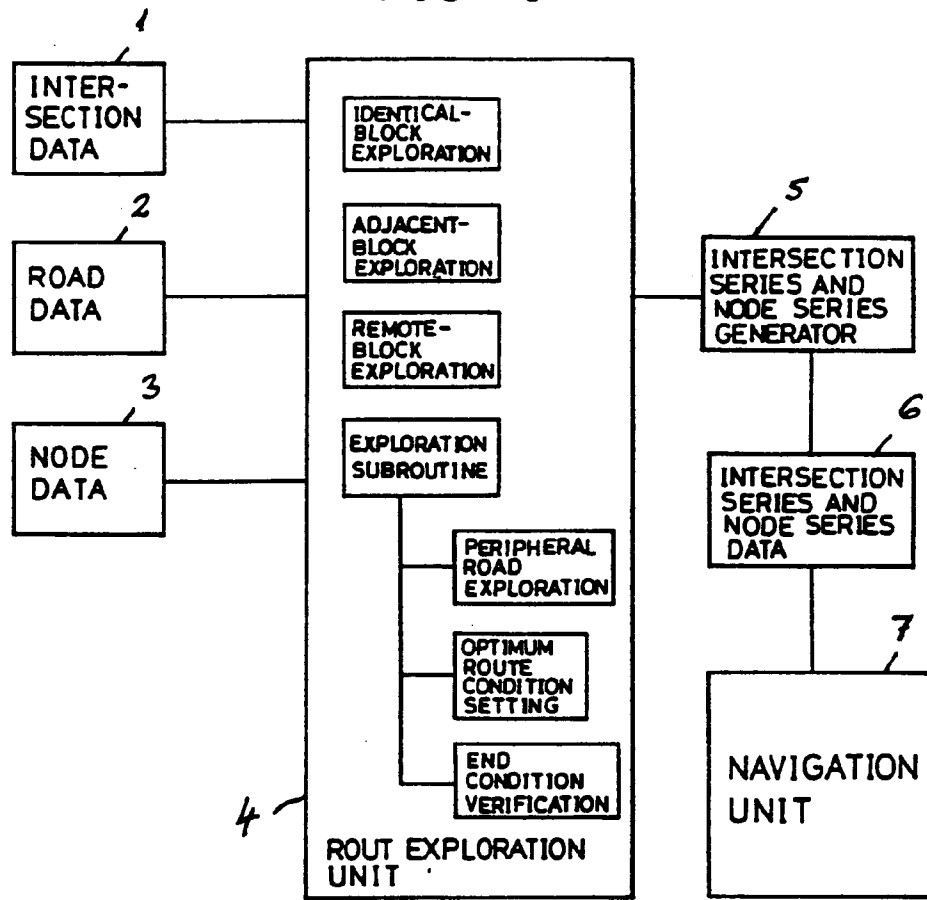 1
INTER-
SECTION
DATA
2
ROAD
DATA
3
NODE
DATA
IDENTICAL-
BLOCK
EXPLORATION
ADJACENT-
BLOCK
EXPLORATION
REMOTE-
BLOCK
EXPLORATION
EXPLORATION
SUBROUTINE
PERIPHERAL
ROAD
EXPLORATION
OPTIMUM
ROUTE
CONDITION
SETTING
END
CONDITION
VERIFICATION
4
ROUT EXPLORATION
UNIT
5
INTERSECTION
SERIES AND
NODE SERIES
GENERATOR
6
INTERSECTION
SERIES AND
NODE SERIES
DATA
7
NAVIGATION
UNIT